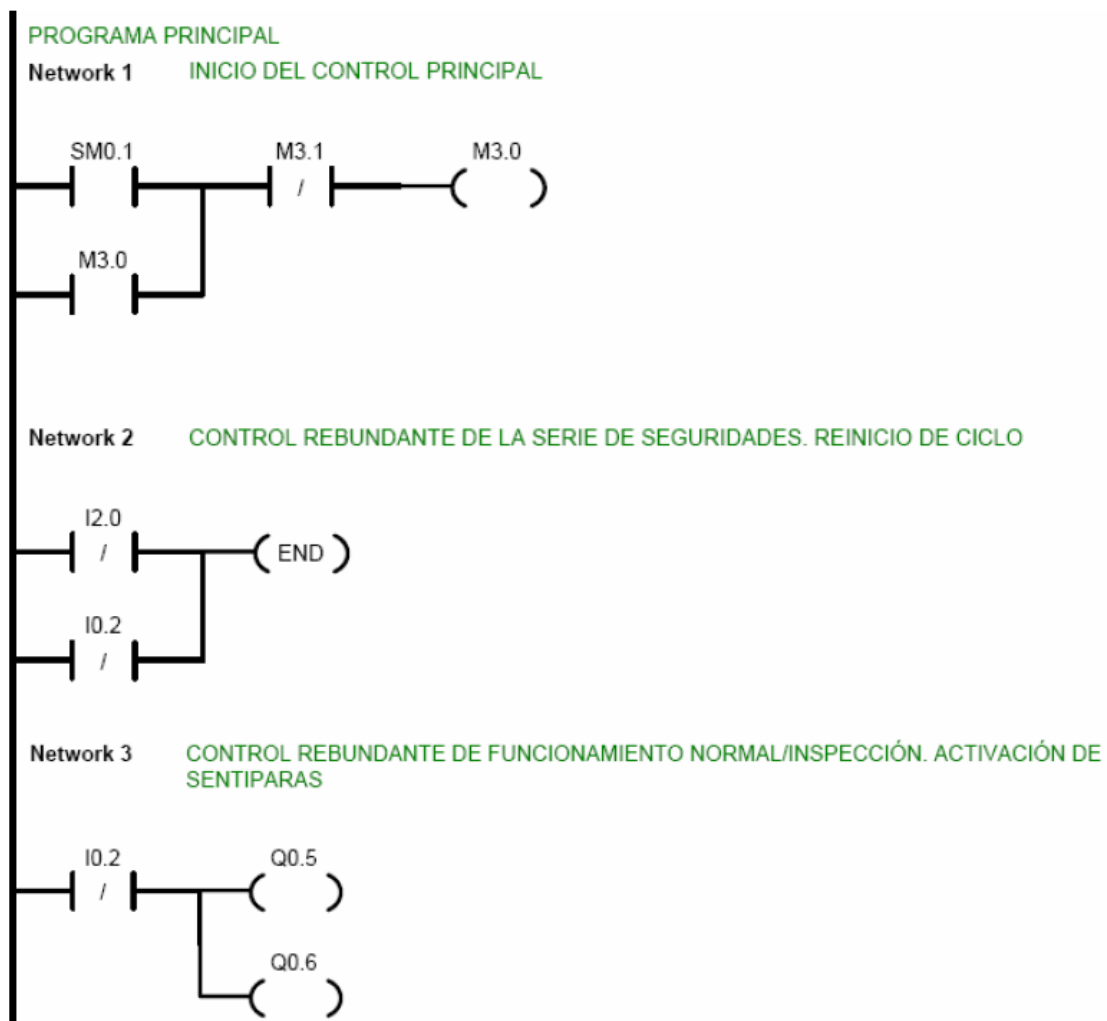 PROGRAMA PRINCIPAL
Network 1 INICIO DEL CONTROL PRINCIPAL
SM0.1 M3.1 M3.0
/
M3.0
Network 2 CONTROL REBUNDANTE DE LA SERIE DE SEGURIDADES. REINICIO DE CICLO
I2.0
/ END
I0.2
/
Network 3 CONTROL REBUNDANTE DE FUNCIONAMIENTO NORMAL/INSPECCIÓN. ACTIVACIÓN DE
SENTIPARAS
I0.2 Q0.5
/
Q0.6